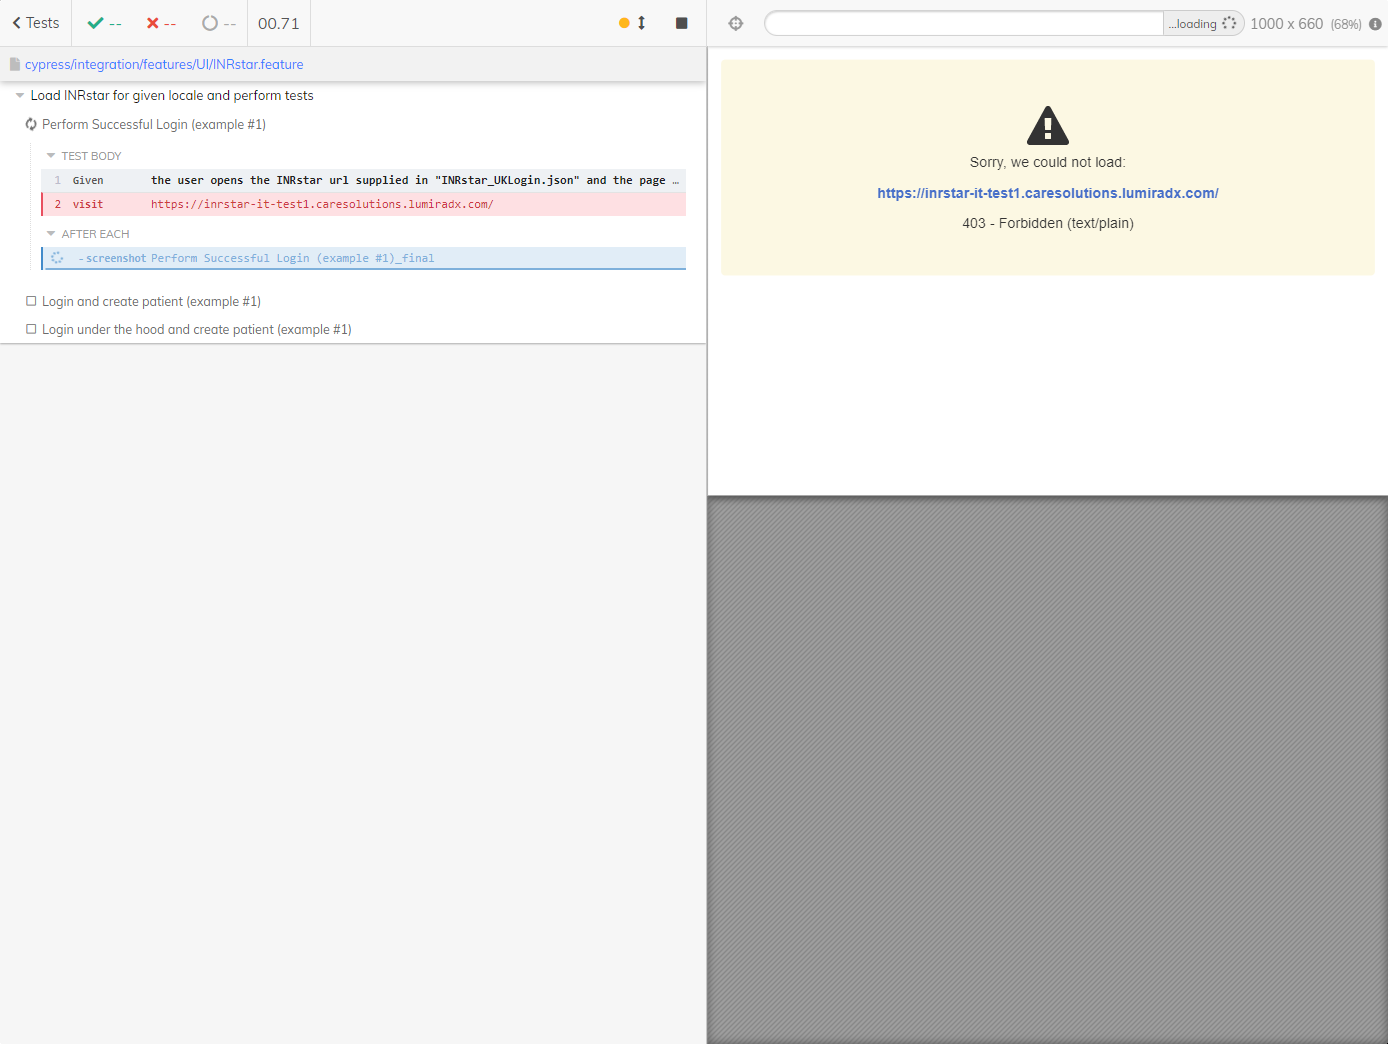 Tests -- -- -- 00.71
...loading 1000 x 660 (68%)
cypress/integration/features/UI/INRstar.feature
Load INRstar for given locale and perform tests
Perform Successful Login (example #1)
TEST BODY
1 Given the user opens the INRstar url supplied in "INRstar_UKLogin.json" and the page …
2 visit https://inrstar-it-test1.caresolutions.lumiradx.com/
AFTER EACH
-screenshot Perform Successful Login (example #1)_final
Login and create patient (example #1)
Login under the hood and create patient (example #1)
Sorry, we could not load:
https://inrstar-it-test1.caresolutions.lumiradx.com/
403 - Forbidden (text/plain)